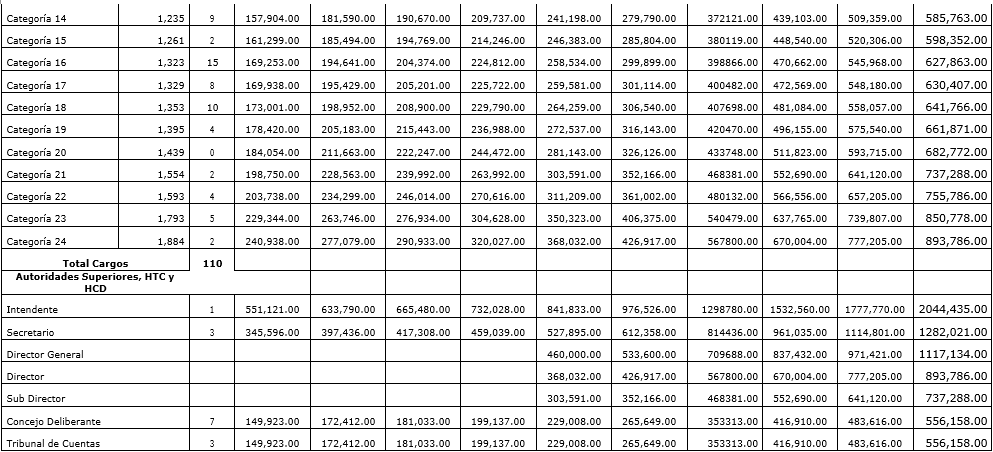 Categoría 14 1,235 9 157,904.00 181,590.00 190,670.00 209,737.00 241,198.00 279,790.00 372121.00 439,103.00 509,359.00 585,763.00
Categoría 15 1,261 2 161,299.00 185,494.00 194,769.00 214,246.00 246,383.00 285,804.00 380119.00 448,540.00 520,306.00 598,352.00
Categoría 16 1,323 15 169,253.00 194,641.00 204,374.00 224,812.00 258,534.00 299,899.00 398866.00 470,662.00 545,968.00 627,863.00
Categoría 17 1,329 8 169,938.00 195,429.00 205,201.00 225,722.00 259,581.00 301,114.00 400482.00 472,569.00 548,180.00 630,407.00
Categoría 18 1,353 10 173,001.00 198,952.00 208,900.00 229,790.00 264,259.00 306,540.00 407698.00 481,084.00 558,057.00 641,766.00
Categoría 19 1,395 4 178,420.00 205,183.00 215,443.00 236,988.00 272,537.00 316,143.00 420470.00 496,155.00 575,540.00 661,871.00
Categoría 20 1,439 0 184,054.00 211,663.00 222,247.00 244,472.00 281,143.00 326,126.00 433748.00 511,823.00 593,715.00 682,772.00
Categoría 21 1,554 2 198,750.00 228,563.00 239,992.00 263,992.00 303,591.00 352,166.00 468381.00 552,690.00 641,120.00 737,288.00
Categoría 22 1,593 4 203,738.00 234,299.00 246,014.00 270,616.00 311,209.00 361,002.00 480132.00 566,556.00 657,205.00 755,786.00
Categoría 23 1,793 5 229,344.00 263,746.00 276,934.00 304,628.00 350,323.00 406,375.00 540479.00 637,765.00 739,807.00 850,778.00
Categoría 24 1,884 2 240,938.00 277,079.00 290,933.00 320,027.00 368,032.00 426,917.00 567800.00 670,004.00 777,205.00 893,786.00
Total Cargos 110
Autoridades Superiores, HTC y
HCD
Intendente 1 551,121.00 633,790.00 665,480.00 732,028.00 841,833.00 976,526.00 1298780.00 1532,560.00 1777,770.00 2044,435.00
Secretario 3 345,596.00 397,436.00 417,308.00 459,039.00 527,895.00 612,358.00 814436.00 961,035.00 1114,801.00 1282,021.00
Director General 460,000.00 533,600.00 709688.00 837,432.00 971,421.00 1117,134.00
Director 368,032.00 426,917.00 567800.00 670,004.00 777,205.00 893,786.00
Sub Director 303,591.00 352,166.00 468381.00 552,690.00 641,120.00 737,288.00
Concejo Deliberante 7 149,923.00 172,412.00 181,033.00 199,137.00 229,008.00 265,649.00 353313.00 416,910.00 483,616.00 556,158.00
Tribunal de Cuentas 3 149,923.00 172,412.00 181,033.00 199,137.00 229,008.00 265,649.00 353313.00 416,910.00 483,616.00 556,158.00